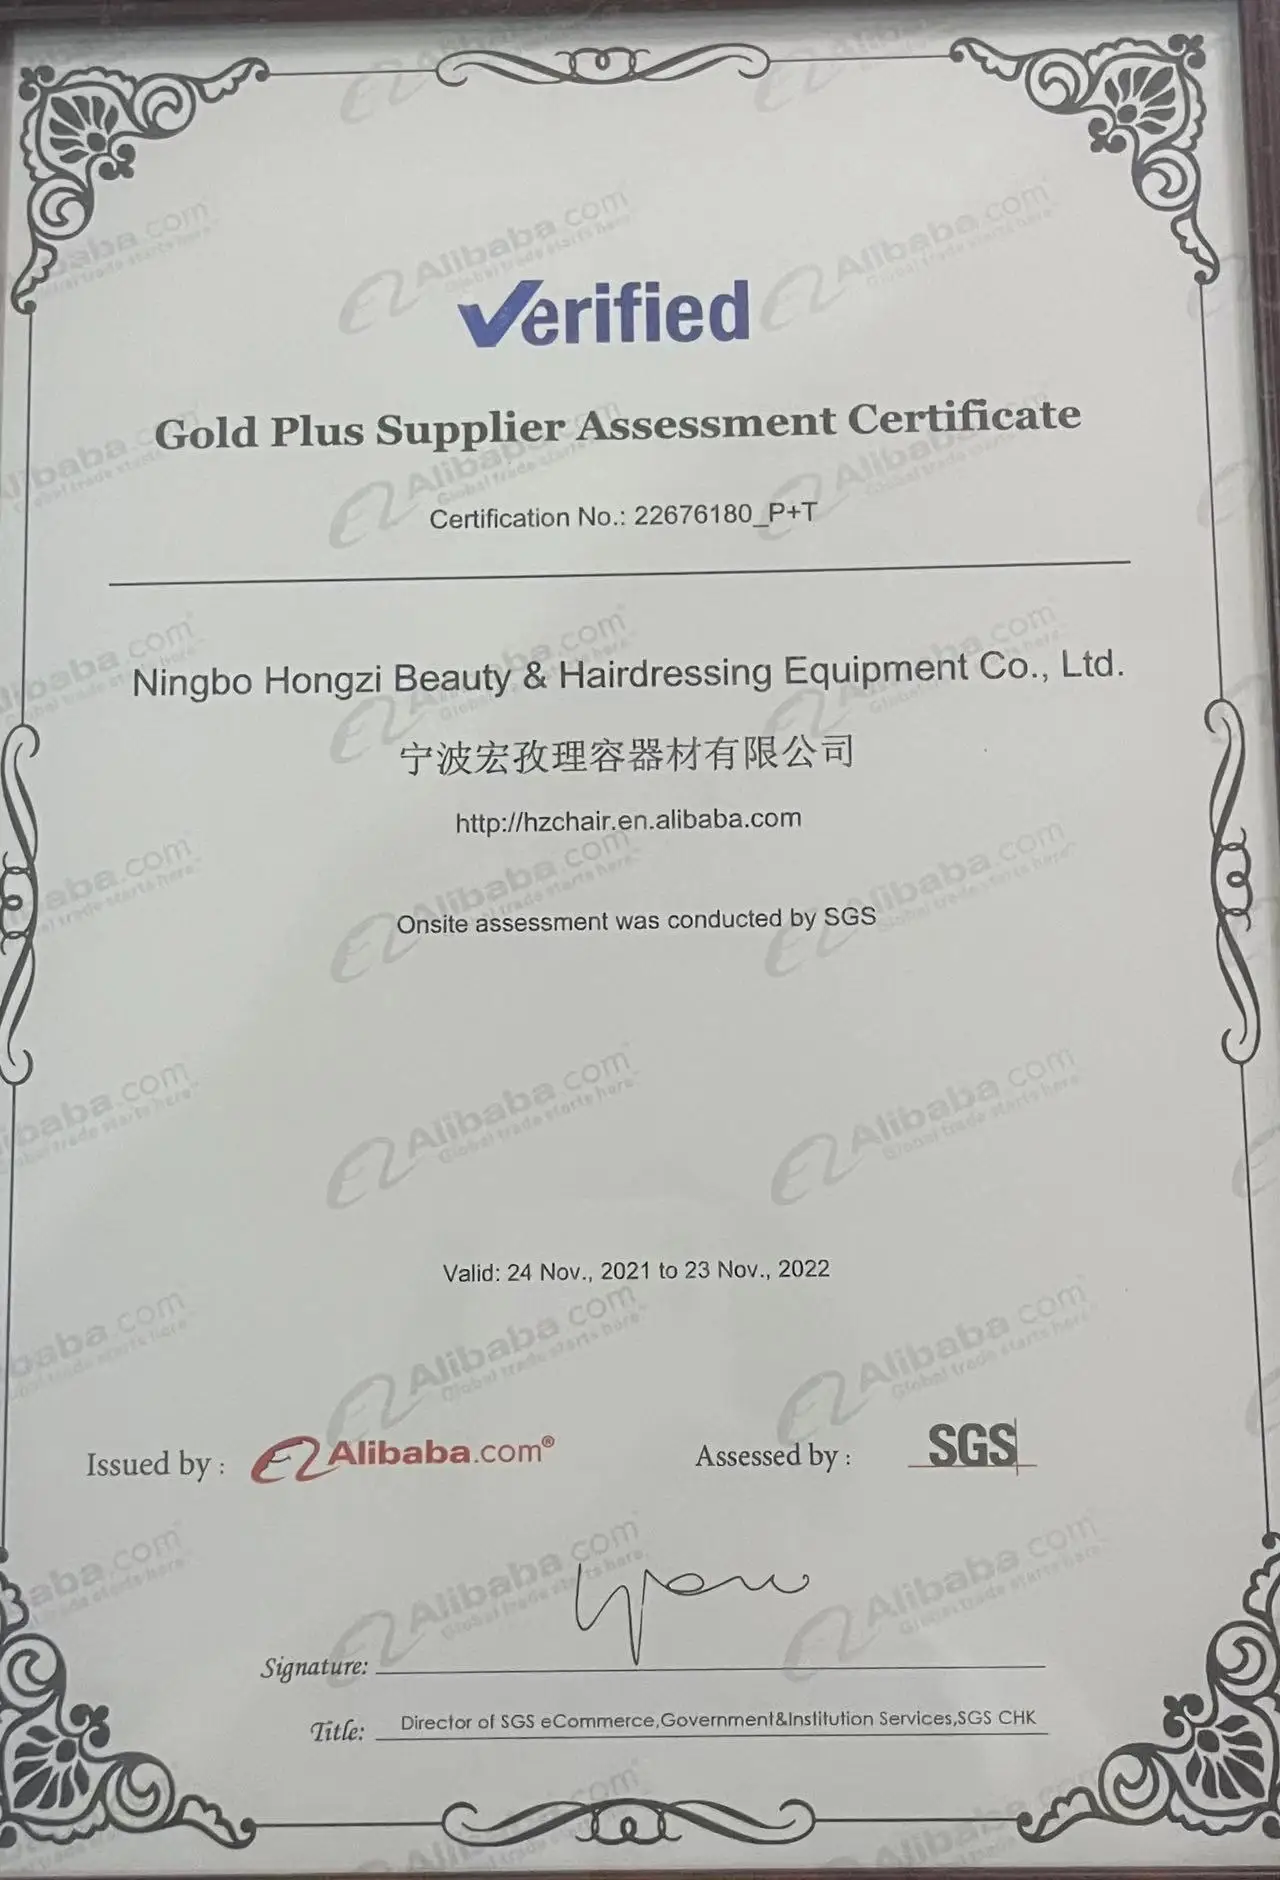 Verified
Gold Plus Supplier Assessment Certificate
Certification No.: 22676180_P+T
Ningbo Hongzi Beauty & Hairdressing Equipment Co., Ltd.
宁波宏孜理容器材有限公司
http://hzchair.en.alibaba.com
Onsite assessment was conducted by SGS
Valid: 24 Nov., 2021 to 23 Nov., 2022
Issued by : Alibaba.com® Assessed by : SGS
Signature:
Title: Director of SGS eCommerce,Government&Institution Services,SGS CHK